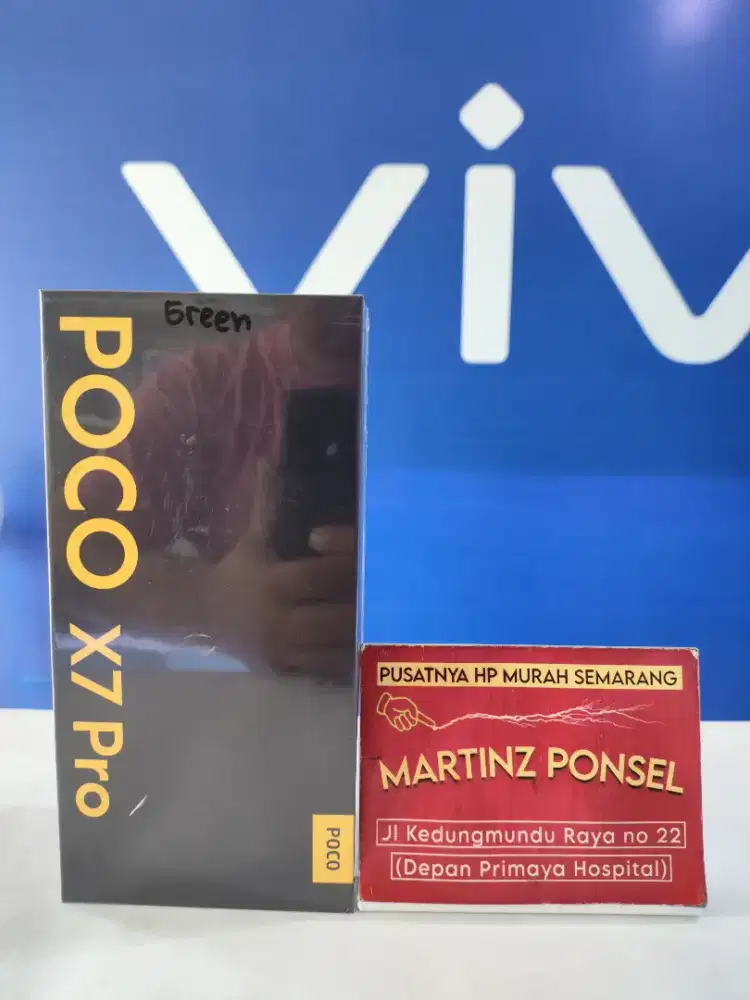 viv
Green
POCO X7 Pro
POCO
PUSATNYA HP MURAH SEMARANG
MARTINZ PONSEL
Jl Kedungmundu Raya no 22
(Depan Primaya Hospital)